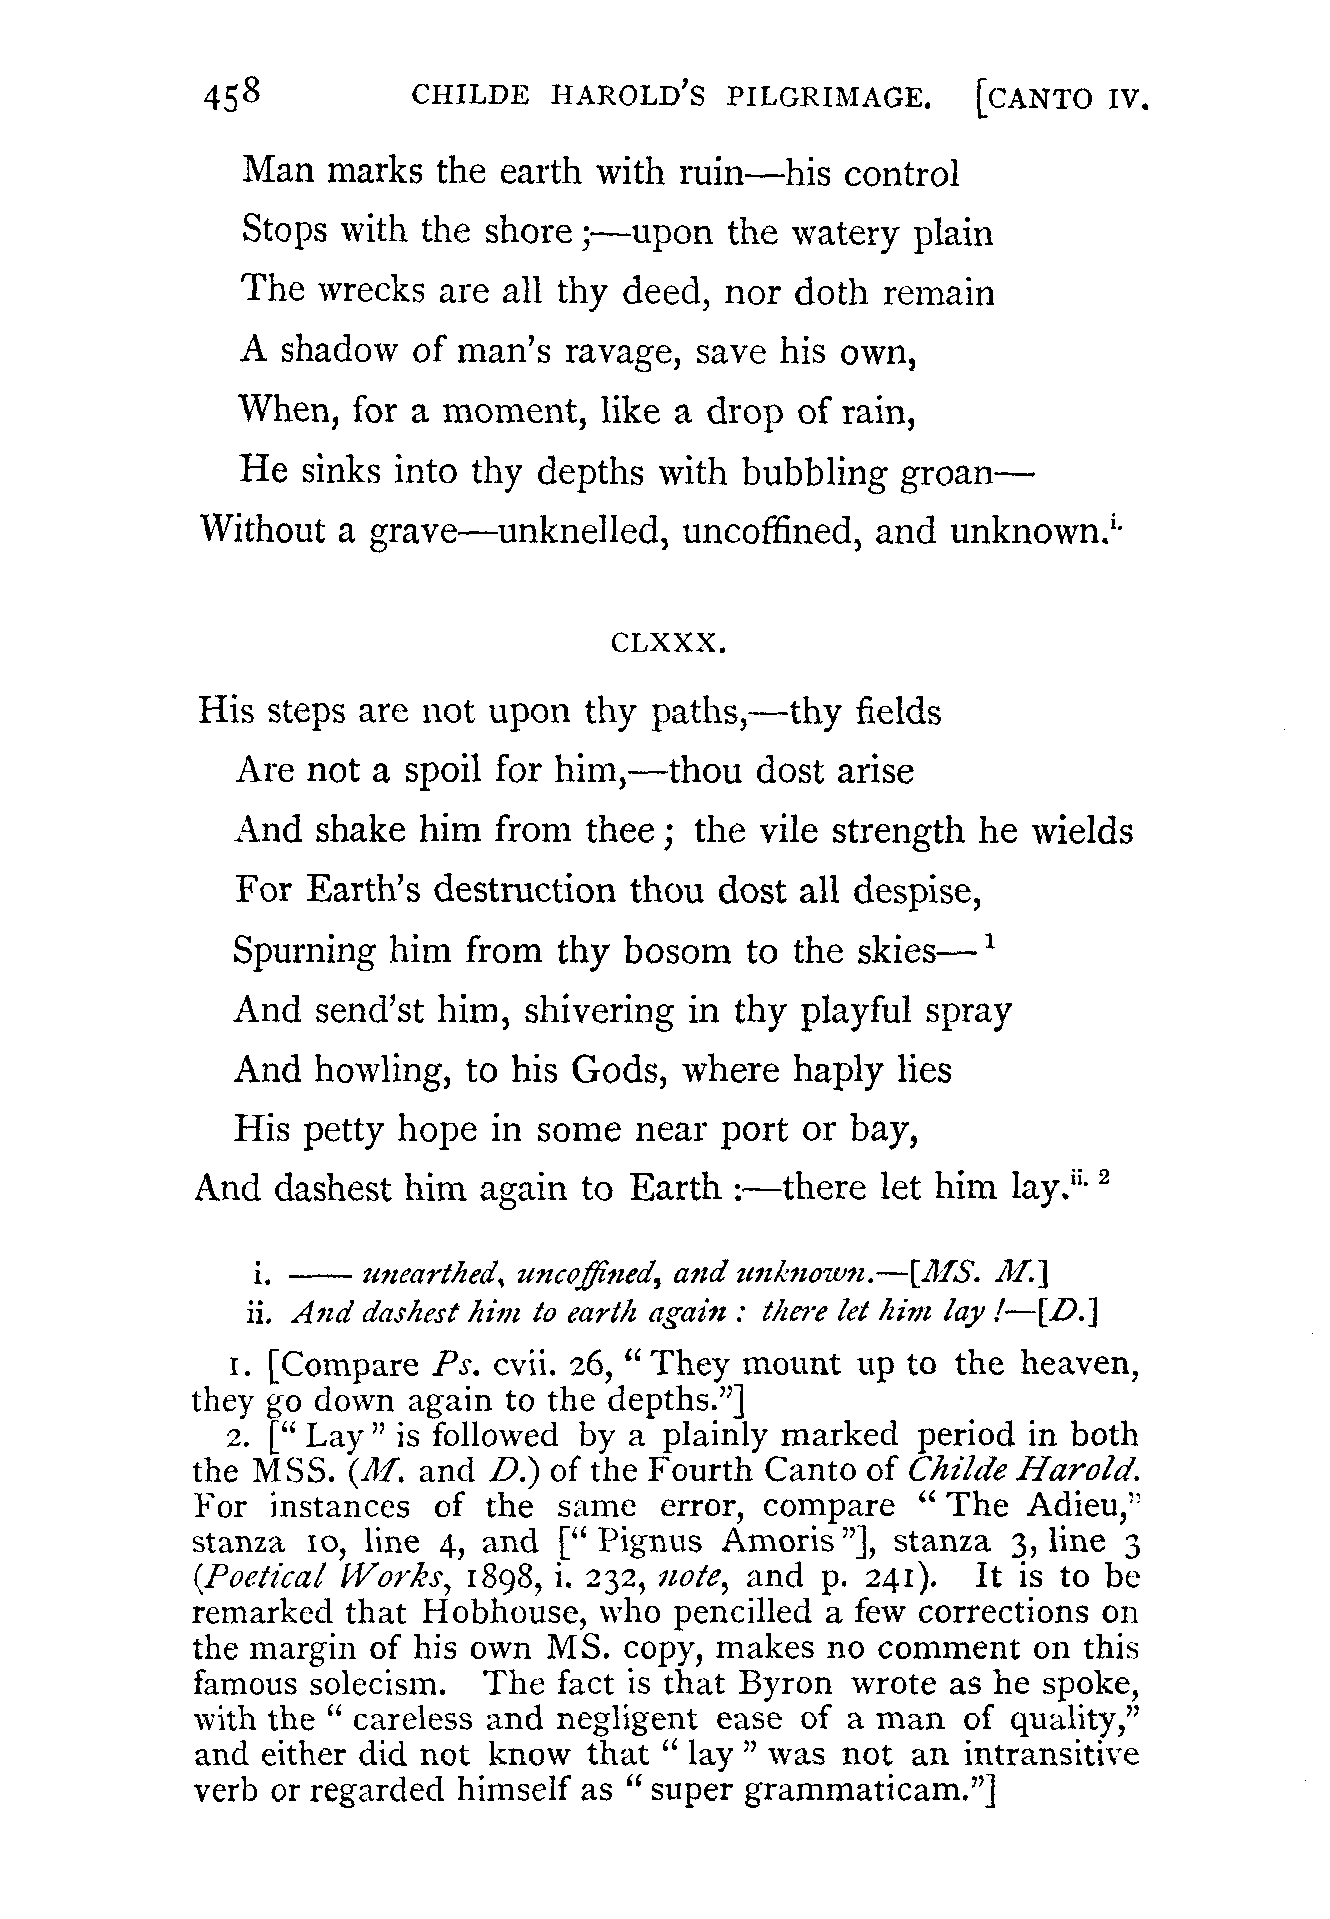 458 CHILDE HAROLD'S PILGRIMAGE. [CANTO IV.
Man marks the earth with ruin—his control
Stops with the shore ;—upon the watery plain
The wrecks are all thy deed, nor doth remain
A shadow of man's ravage, save his own,
When, for a moment, like a drop of rain,
He sinks into thy depths with bubbling groan—
Without a grave—unknelled, uncoffined, and unknown.i.
CLXXX.
His steps are not upon thy paths,—thy fields
Are not a spoil for him,—thou dost arise
And shake him from thee ; the vile strength he wields
For Earth's destruction thou dost all despise,
Spurning him from thy bosom to the skies— 1
And send'st him, shivering in thy playful spray
And howling, to his Gods, where haply lies
His petty hope in some near port or bay,
And dashest him again to Earth :—there let him lay.ii. 2
i. —— unearthed, uncoffined, and unknown.—[MS. M.]
ii. And dashest him to earth again : there let him lay !—[D.]
1. [Compare Ps. cvii. 26, " They mount up to the heaven,
they go down again to the depths."]
2. [" Lay " is followed by a plainly marked period in both
the MSS. (M. and D.) of the Fourth Canto of Childe Harold.
For instances of the same error, compare " The Adieu,"
stanza 10, line 4, and [" Pignus Amoris "], stanza 3, line 3
(Poetical Works, 1898, i. 232, note, and p. 241). It is to be
remarked that Hobhouse, who pencilled a few corrections on
the margin of his own MS. copy, makes no comment on this
famous solecism. The fact is that Byron wrote as he spoke,
with the " careless and negligent ease of a man of quality,"
and either did not know that " lay " was not an intransitive
verb or regarded himself as " super grammaticam."]